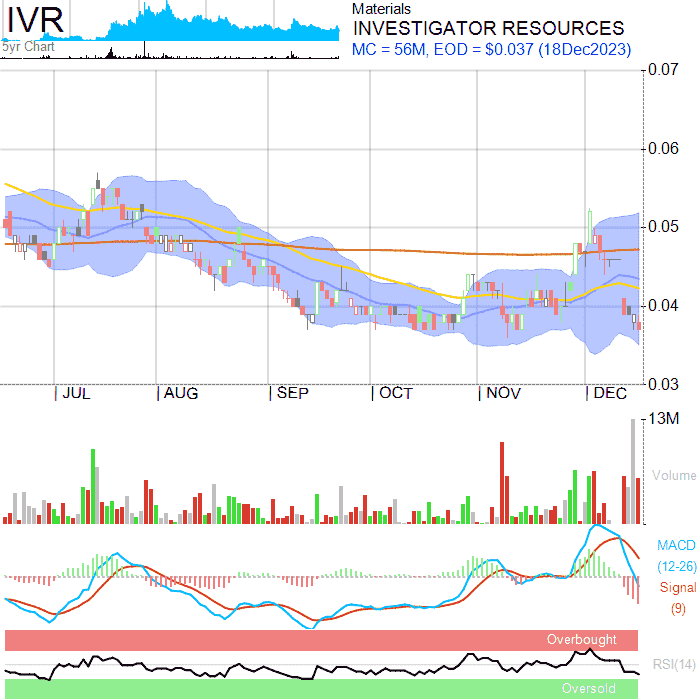 IVR
5yr Chart
Materials
INVESTIGATOR RESOURCES
MC = 56M, EOD = $0.037 (18Dec2023)
0.07
0.06
0.05
0.04
0.03
JUL AUG SEP OCT NOV DEC
13M
Volume
MACD
(12-26)
Signal
(9)
Overbought
RSI(14)
Oversold